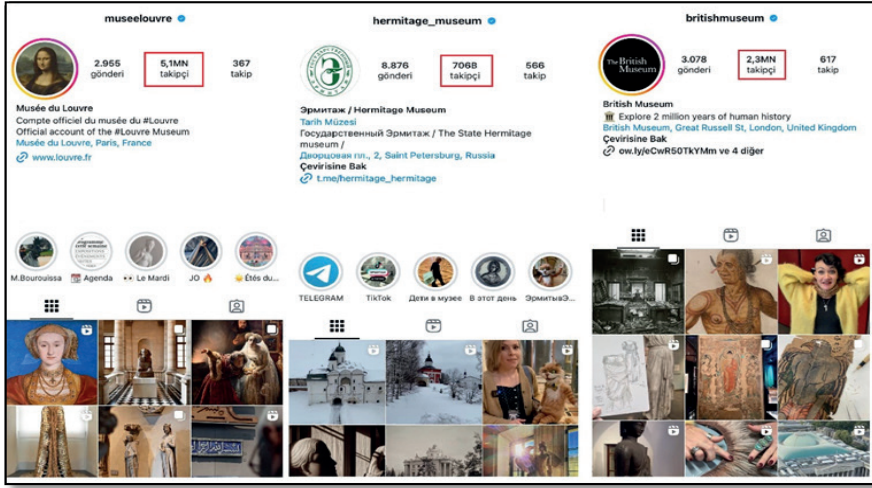 museelouvre
2.955 5,1MN 367
gönderi takipçi takip
Musée du Louvre
Compte officiel du musée du #Louvre
Official account of the #Louvre Museum
Musée du Louvre, Paris, France
www.louvre.fr
M.Bourouissa Agenda Le Mardi JO Étés du...
hermitage_museum
8.876 706B 566
gönderi takipçi takip
Эрмитаж / Hermitage Museum
Tarih Müzesi
Государственный Эрмитаж / The State Hermitage
museum /
Дворцовая пл., 2, Saint Petersburg, Russia
Çevirisine Bak
t.me/hermitage_hermitage
TELEGRAM TikTok Дети в музее В этот день ЭрмитывЭ...
britishmuseum
The British
Museum
3.078 2,3MN 617
gönderi takipçi takip
British Museum
Explore 2 million years of human history
British Museum, Great Russell St, London, United Kingdom
Çevirisine Bak
ow.ly/eCwR50TkYMm ve 4 diğer